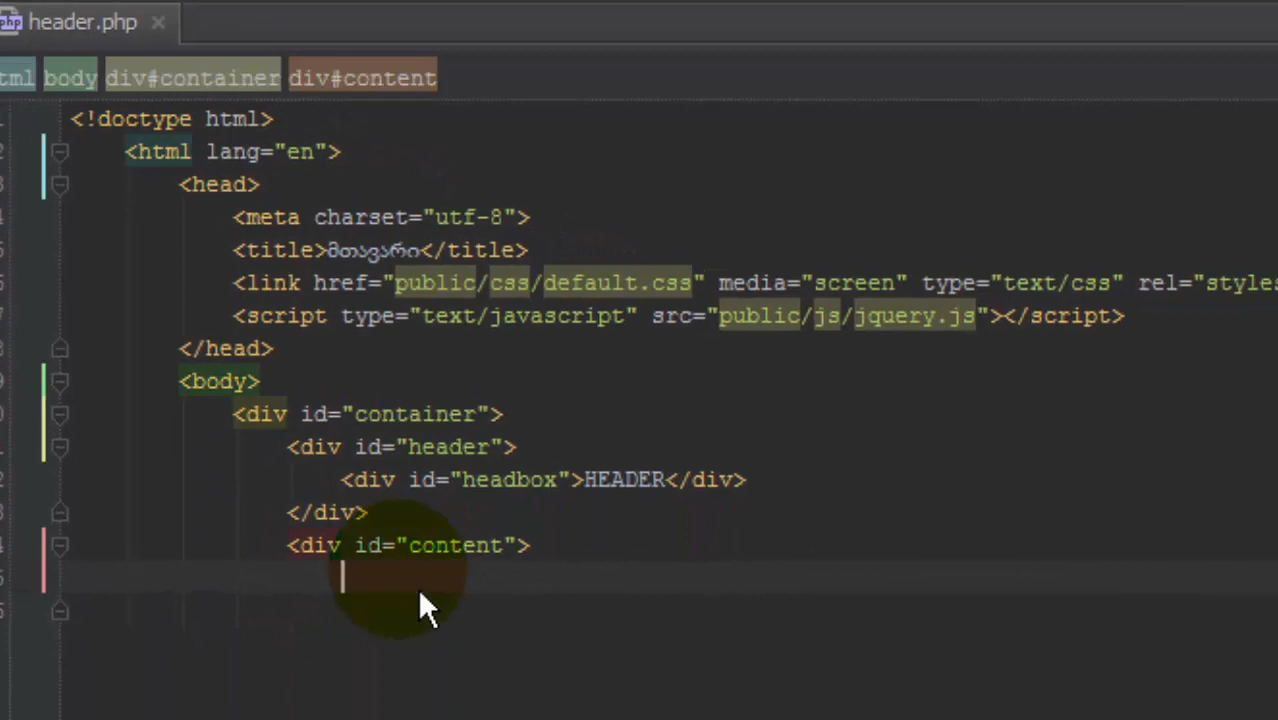 php header.php
tml body div#container div#content
<!doctype html>
<html lang="en">
<head>
<meta charset="utf-8">
<title>მთავარი</title>
<link href="public/css/default.css" media="screen" type="text/css" rel="styles
<script type="text/javascript" src="public/js/jquery.js"></script>
</head>
<body>
<div id="container">
<div id="header">
<div id="headbox">HEADER</div>
</div>
<div id="content">